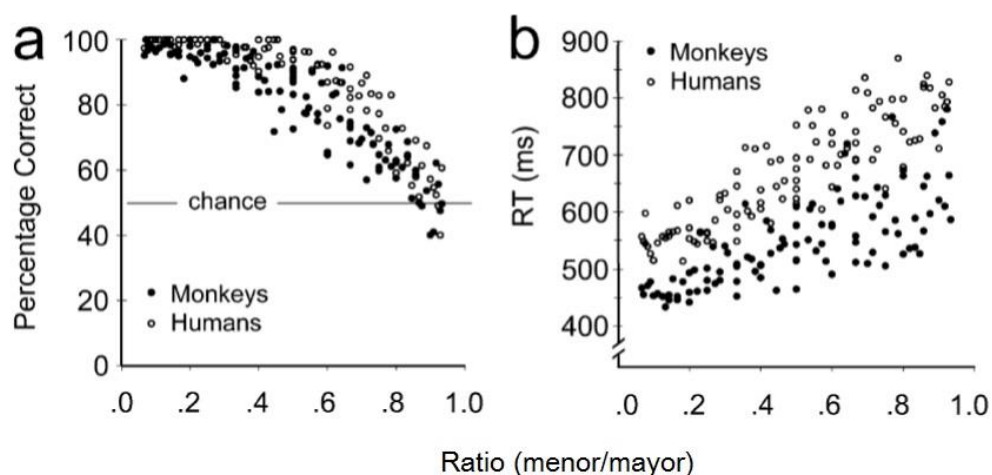 a
100
80
60
40
20
0
Percentage Correct
chance
Monkeys
Humans
.0 .2 .4 .6 .8 1.0
b
900
800
700
600
500
400
RT (ms)
Monkeys
Humans
.0 .2 .4 .6 .8 1.0
Ratio (menor/mayor)